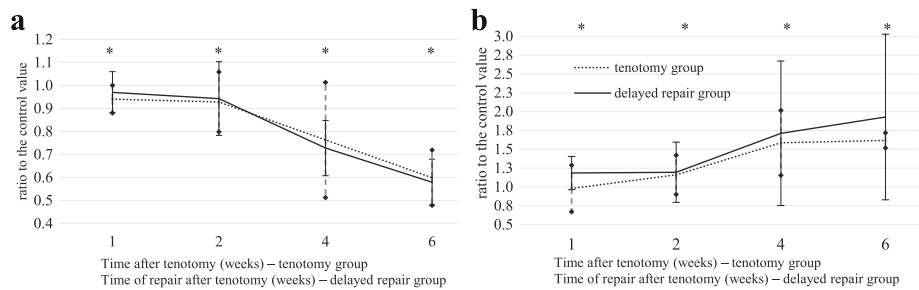 a
* * * *
ratio to the control value
1.2
1.1
1.0
0.9
0.8
0.7
0.6
0.5
0.4
1 2 4 6
Time after tenotomy (weeks) – tenotomy group
Time of repair after tenotomy (weeks) – delayed repair group
b
* * * *
ratio to the control value
3.0
2.8
2.5
2.3
2.0
1.8
1.5
1.3
1.0
0.8
0.5
tenotomy group
delayed repair group
1 2 4 6
Time after tenotomy (weeks) – tenotomy group
Time of repair after tenotomy (weeks) – delayed repair group